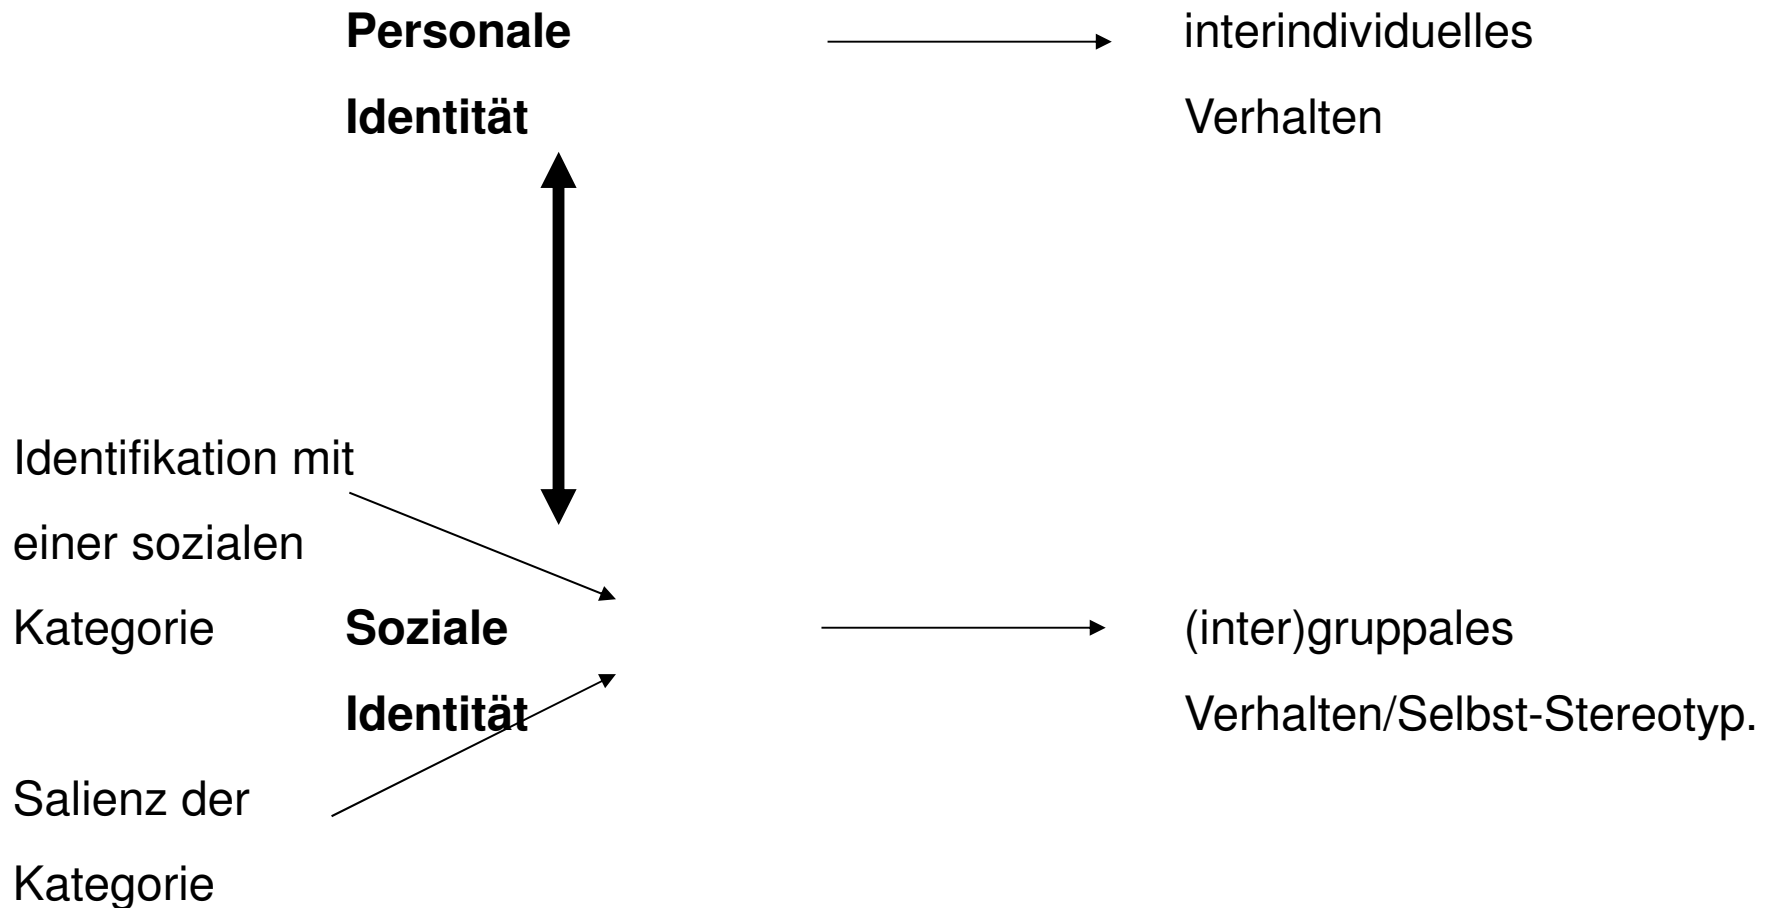 Personale
Identität
interindividuelles
Verhalten
Identifikation mit
einer sozialen
Kategorie
Soziale
Identität
(inter)gruppales
Verhalten/Selbst-Stereotyp.
Salienz der
Kategorie